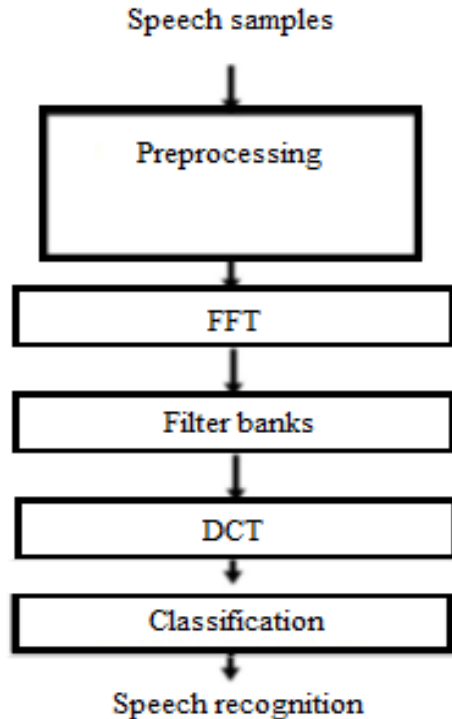 Speech samples
Preprocessing
FFT
Filter banks
DCT
Classification
Speech recognition